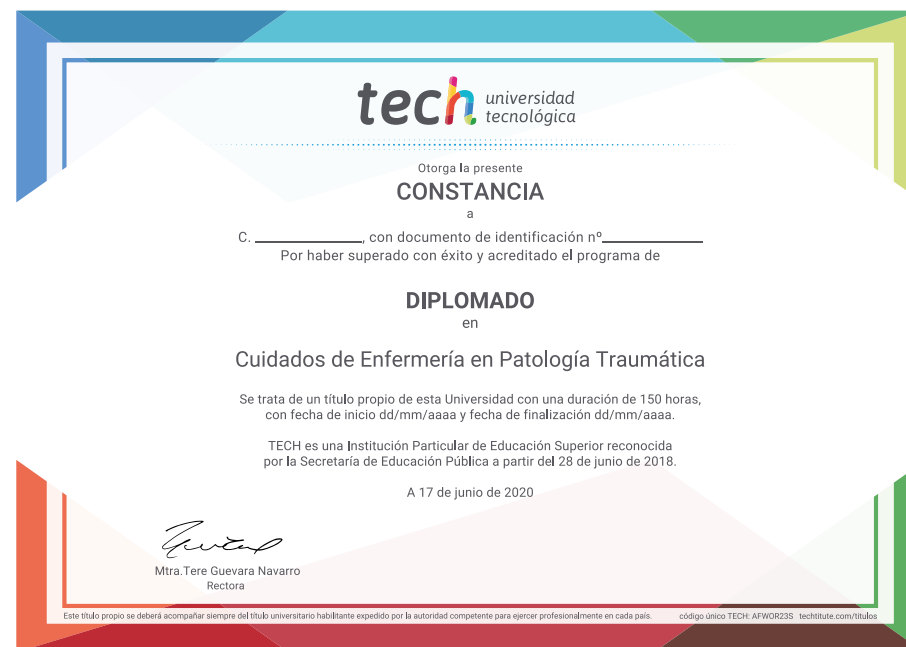 tech universidad
tecnológica
Otorga la presente
CONSTANCIA
a
C. ____________, con documento de identificación nº____________
Por haber superado con éxito y acreditado el programa de
DIPLOMADO
en
Cuidados de Enfermería en Patología Traumática
Se trata de un título propio de esta Universidad con una duración de 150 horas,
con fecha de inicio dd/mm/aaaa y fecha de finalización dd/mm/aaaa.
TECH es una Institución Particular de Educación Superior reconocida
por la Secretaría de Educación Pública a partir del 28 de junio de 2018.
A 17 de junio de 2020
Mtra.Tere Guevara Navarro
Rectora
Este título propio se deberá acompañar siempre del título universitario habilitante expedido por la autoridad competente para ejercer profesionalmente en cada país. código único TECH: AFWOR23S techtitute.com/titulos